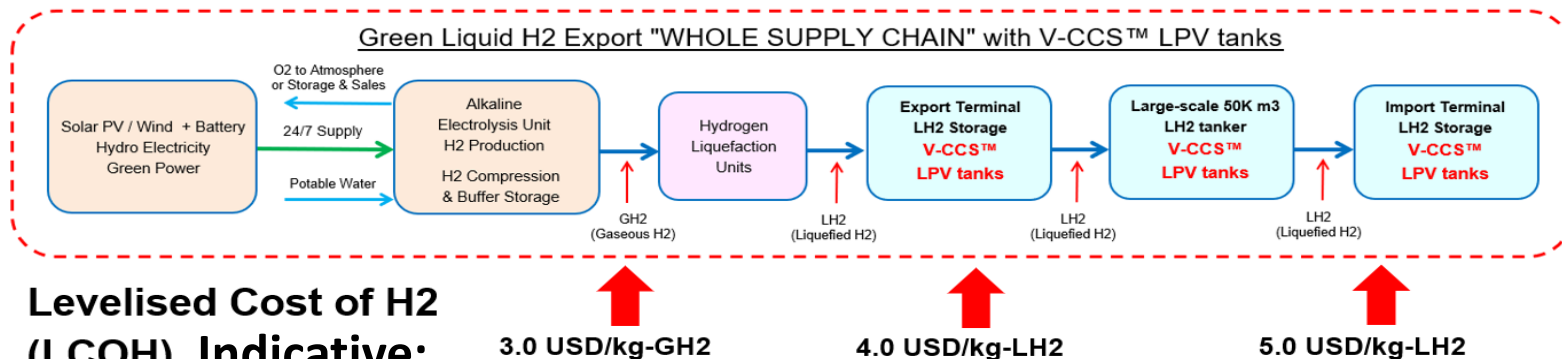 Green Liquid H2 Export "WHOLE SUPPLY CHAIN" with V-CCS™ LPV tanks
Solar PV / Wind + Battery
Hydro Electricity
Green Power
O2 to Atmosphere
or Storage & Sales
24/7 Supply
Potable Water
Alkaline
Electrolysis Unit
H2 Production
H2 Compression
& Buffer Storage
GH2
(Gaseous H2)
Hydrogen
Liquefaction
Units
LH2
(Liquefied H2)
Export Terminal
LH2 Storage
V-CCS™
LPV tanks
LH2
(Liquefied H2)
Large-scale 50K m3
LH2 tanker
V-CCS™
LPV tanks
LH2
(Liquefied H2)
Import Terminal
LH2 Storage
V-CCS™
LPV tanks
Levelised Cost of H2
(LCOH) Indicative:
3.0 USD/kg-GH2
4.0 USD/kg-LH2
5.0 USD/kg-LH2